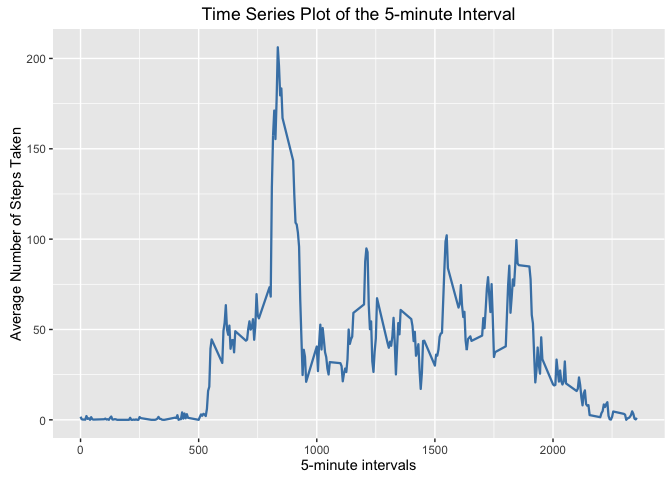 Time Series Plot of the 5-minute Interval
Average Number of Steps Taken
200
150
100
50
0
0 500 1000 1500 2000
5-minute intervals